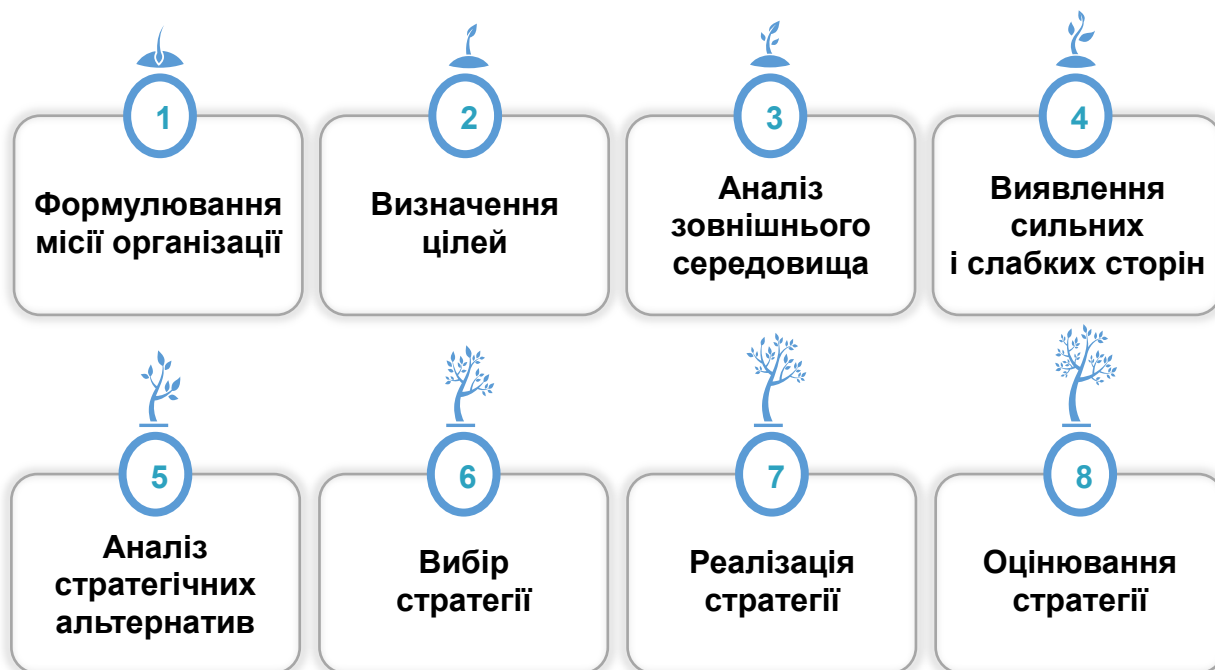 1
Формулювання
місії організації
2
Визначення
цілей
3
Аналіз
зовнішнього
середовища
4
Виявлення
сильних
і слабких сторін
5
Аналіз
стратегічних
альтернатив
6
Вибір
стратегії
7
Реалізація
стратегії
8
Оцінювання
стратегії